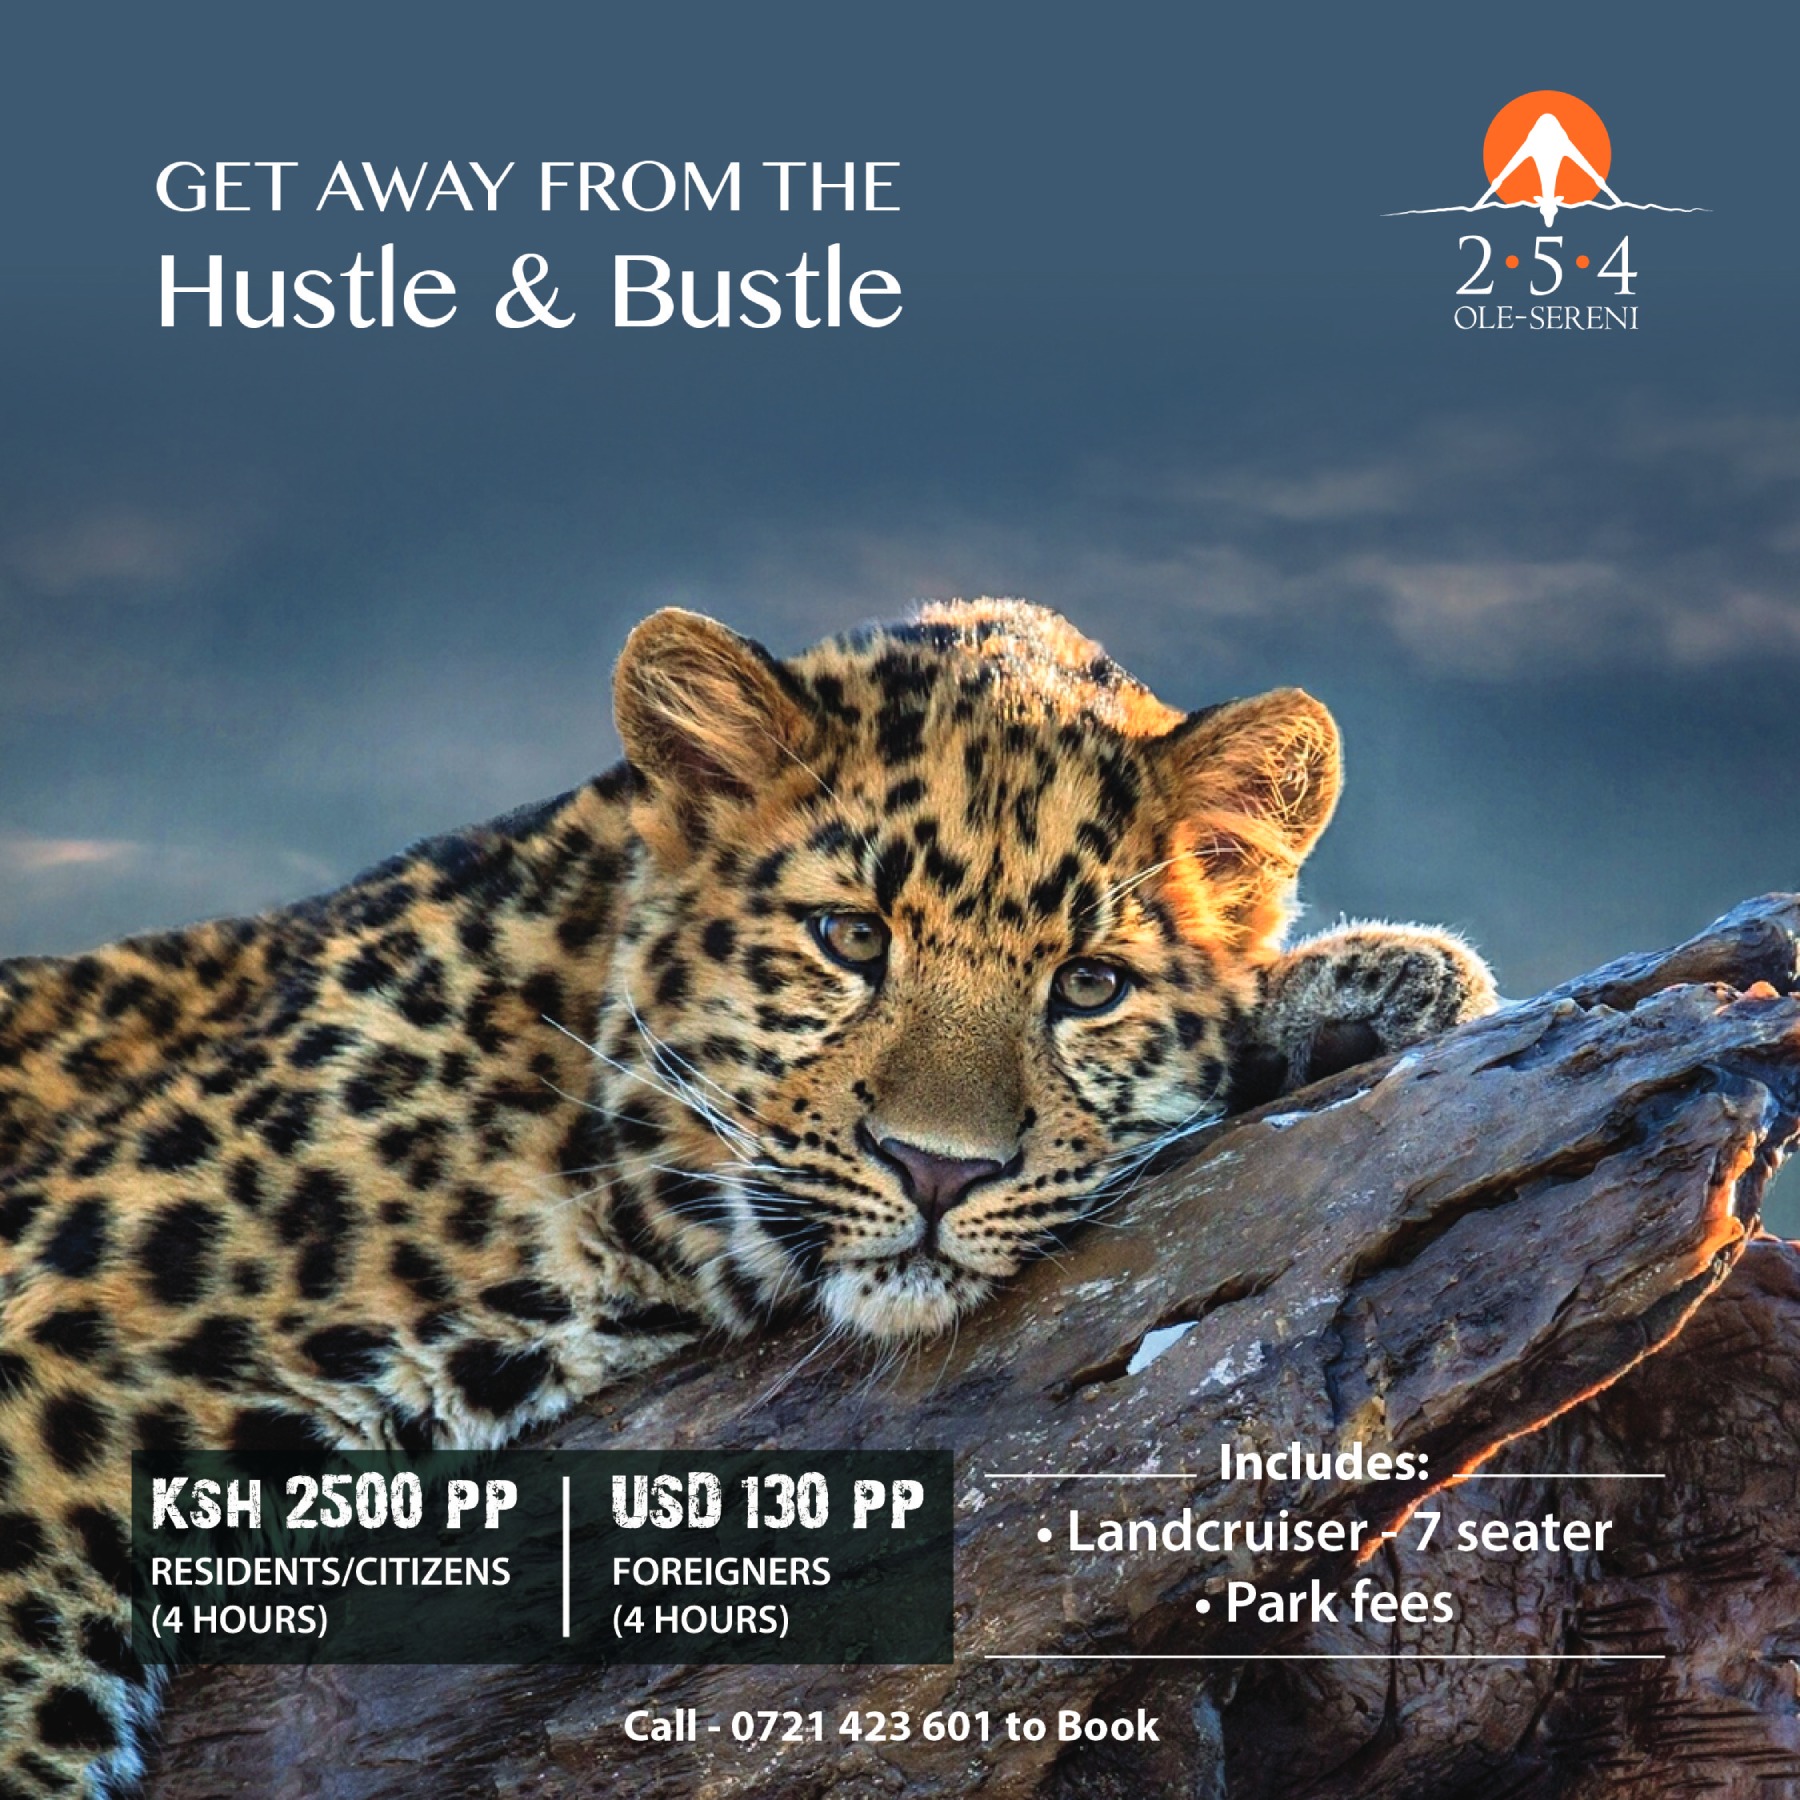 GET AWAY FROM THE
Hustle & Bustle
2•5•4
OLE-SERENI
KSH 2500 PP
RESIDENTS/CITIZENS
(4 HOURS)
USD 130 PP
FOREIGNERS
(4 HOURS)
Includes:
• Landcruiser - 7 seater
• Park fees
Call - 0721 423 601 to Book